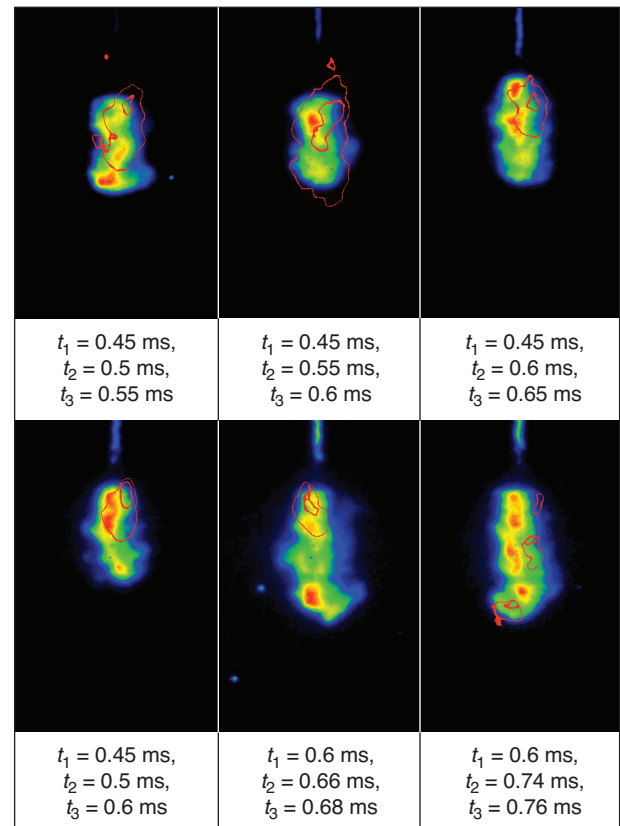 t₁ = 0.45 ms,
t₂ = 0.5 ms,
t₃ = 0.55 ms
t₁ = 0.45 ms,
t₂ = 0.55 ms,
t₃ = 0.6 ms
t₁ = 0.45 ms,
t₂ = 0.6 ms,
t₃ = 0.65 ms
t₁ = 0.45 ms,
t₂ = 0.5 ms,
t₃ = 0.6 ms
t₁ = 0.6 ms,
t₂ = 0.66 ms,
t₃ = 0.68 ms
t₁ = 0.6 ms,
t₂ = 0.74 ms,
t₃ = 0.76 ms